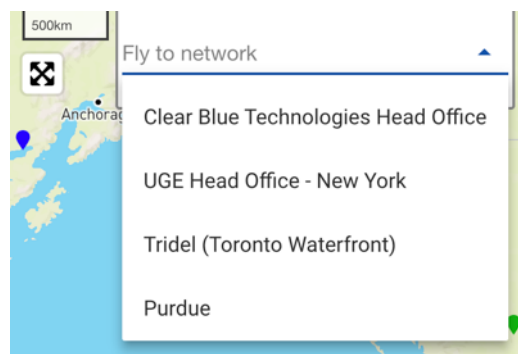 500km
Fly to network
Anchorag
Clear Blue Technologies Head Office
UGE Head Office - New York
Tridel (Toronto Waterfront)
Purdue